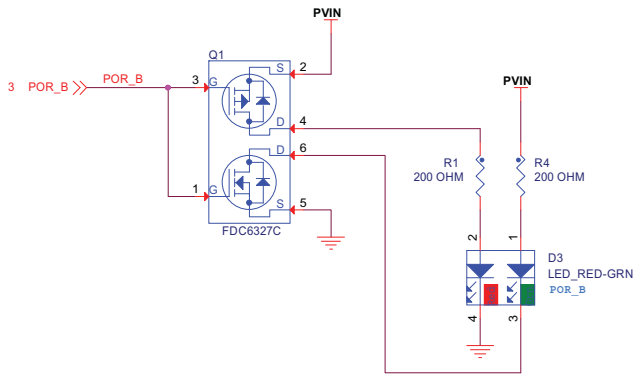 PVIN
Q1
S 2
3 POR_B POR_B 3 G
D 4
D 6
1 G
S 5
FDC6327C
PVIN
R1
200 OHM
R4
200 OHM
2 1
D3
LED_RED-GRN
POR_B
4 3